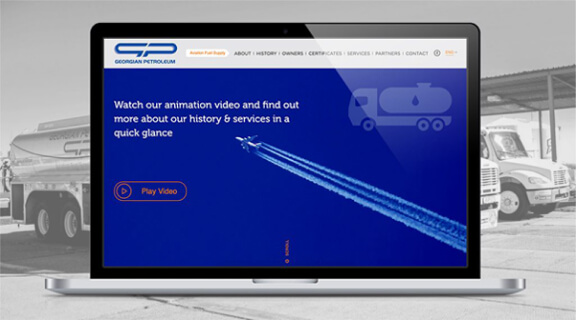 GEORGIAN PETROLEUM
Aviation Fuel Supply
ABOUT | HISTORY | OWNERS | CERTIFICATES | SERVICES | PARTNERS | CONTACT
ENG
Watch our animation video and find out
more about our history & services in a
quick glance
Play Video
SCROLL